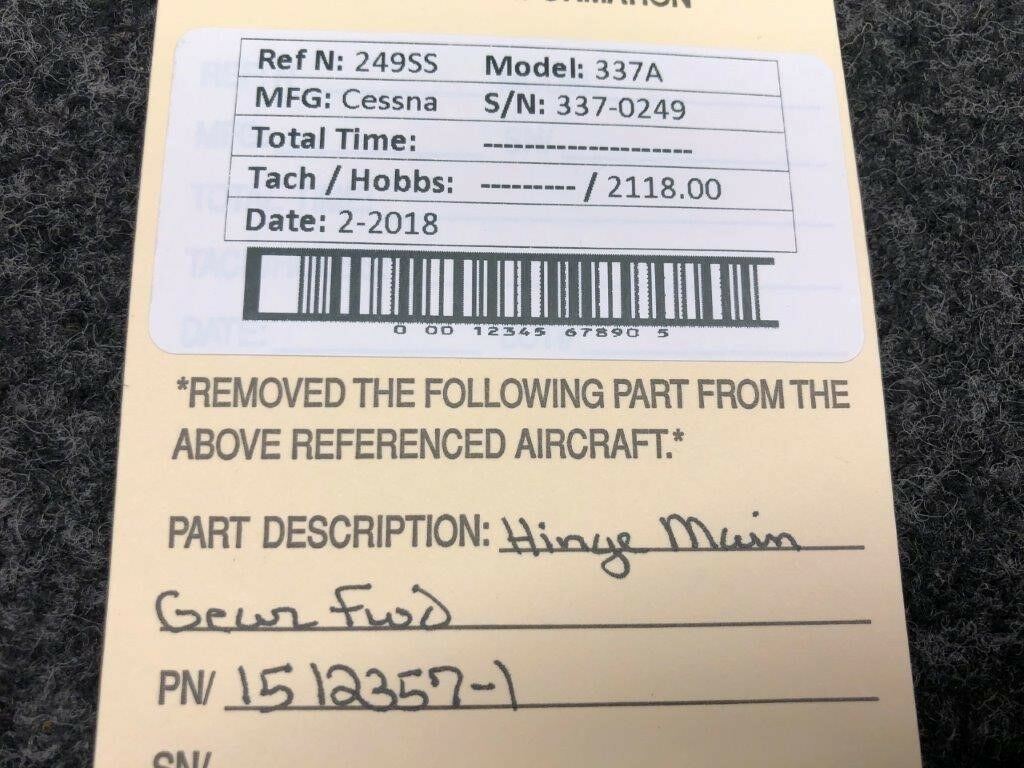 Ref N: 249SS Model: 337A
MFG: Cessna S/N: 337-0249
Total Time: --------------------
Tach / Hobbs: --------- / 2118.00
Date: 2-2018
0 00 12345 67890 5
*REMOVED THE FOLLOWING PART FROM THE
ABOVE REFERENCED AIRCRAFT.*
PART DESCRIPTION: Hinge Main
Gear Fwd
PN/ 1512357-1
SN/